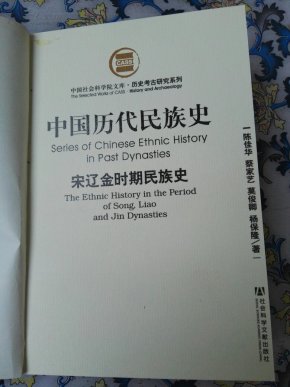 CASS
中国社会科学院文库·历史考古研究系列
The Selected Works of CASS · History and Archaeology
中国历代民族史
Series of Chinese Ethnic History
in Past Dynasties
宋辽金时期民族史
The Ethnic History in the Period
of Song, Liao
and Jin Dynasties
陈佳华 蔡家艺 莫俊卿 杨保隆/著
社会科学文献出版社